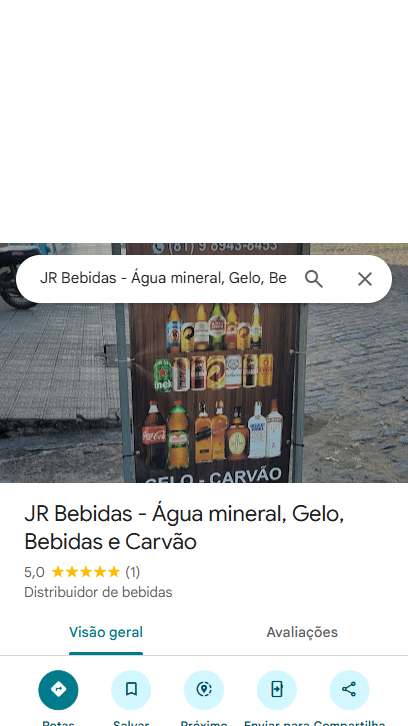 (81) 9 8943-8453
JR Bebidas - Água mineral, Gelo, Be
GELO - CARVÃO
JR Bebidas - Água mineral, Gelo,
Bebidas e Carvão
5,0 ★★★★★ (1)
Distribuidor de bebidas
Visão geral Avaliações
Rotas Salvar Próximo Enviar para Compartilha